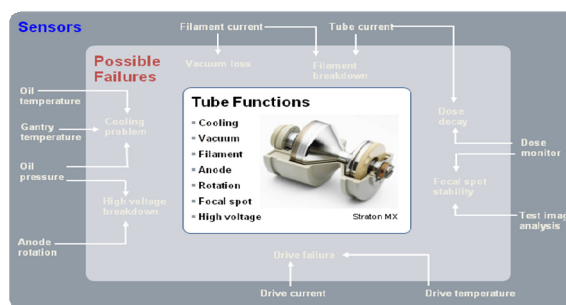 Sensors
Filament current
Tube current
Possible
Failures
Vacuum loss
Filament
breakdown
Oil
temperature
Gantry
temperature
Oil
pressure
Anode
rotation
Cooling
problem
High voltage
breakdown
Tube Functions
Cooling
Vacuum
Filament
Anode
Rotation
Focal spot
High voltage
Straton MX
Dose
decay
Focal spot
stability
Dose
monitor
Test imag
analysis
Drive failure
Drive current
Drive temperature